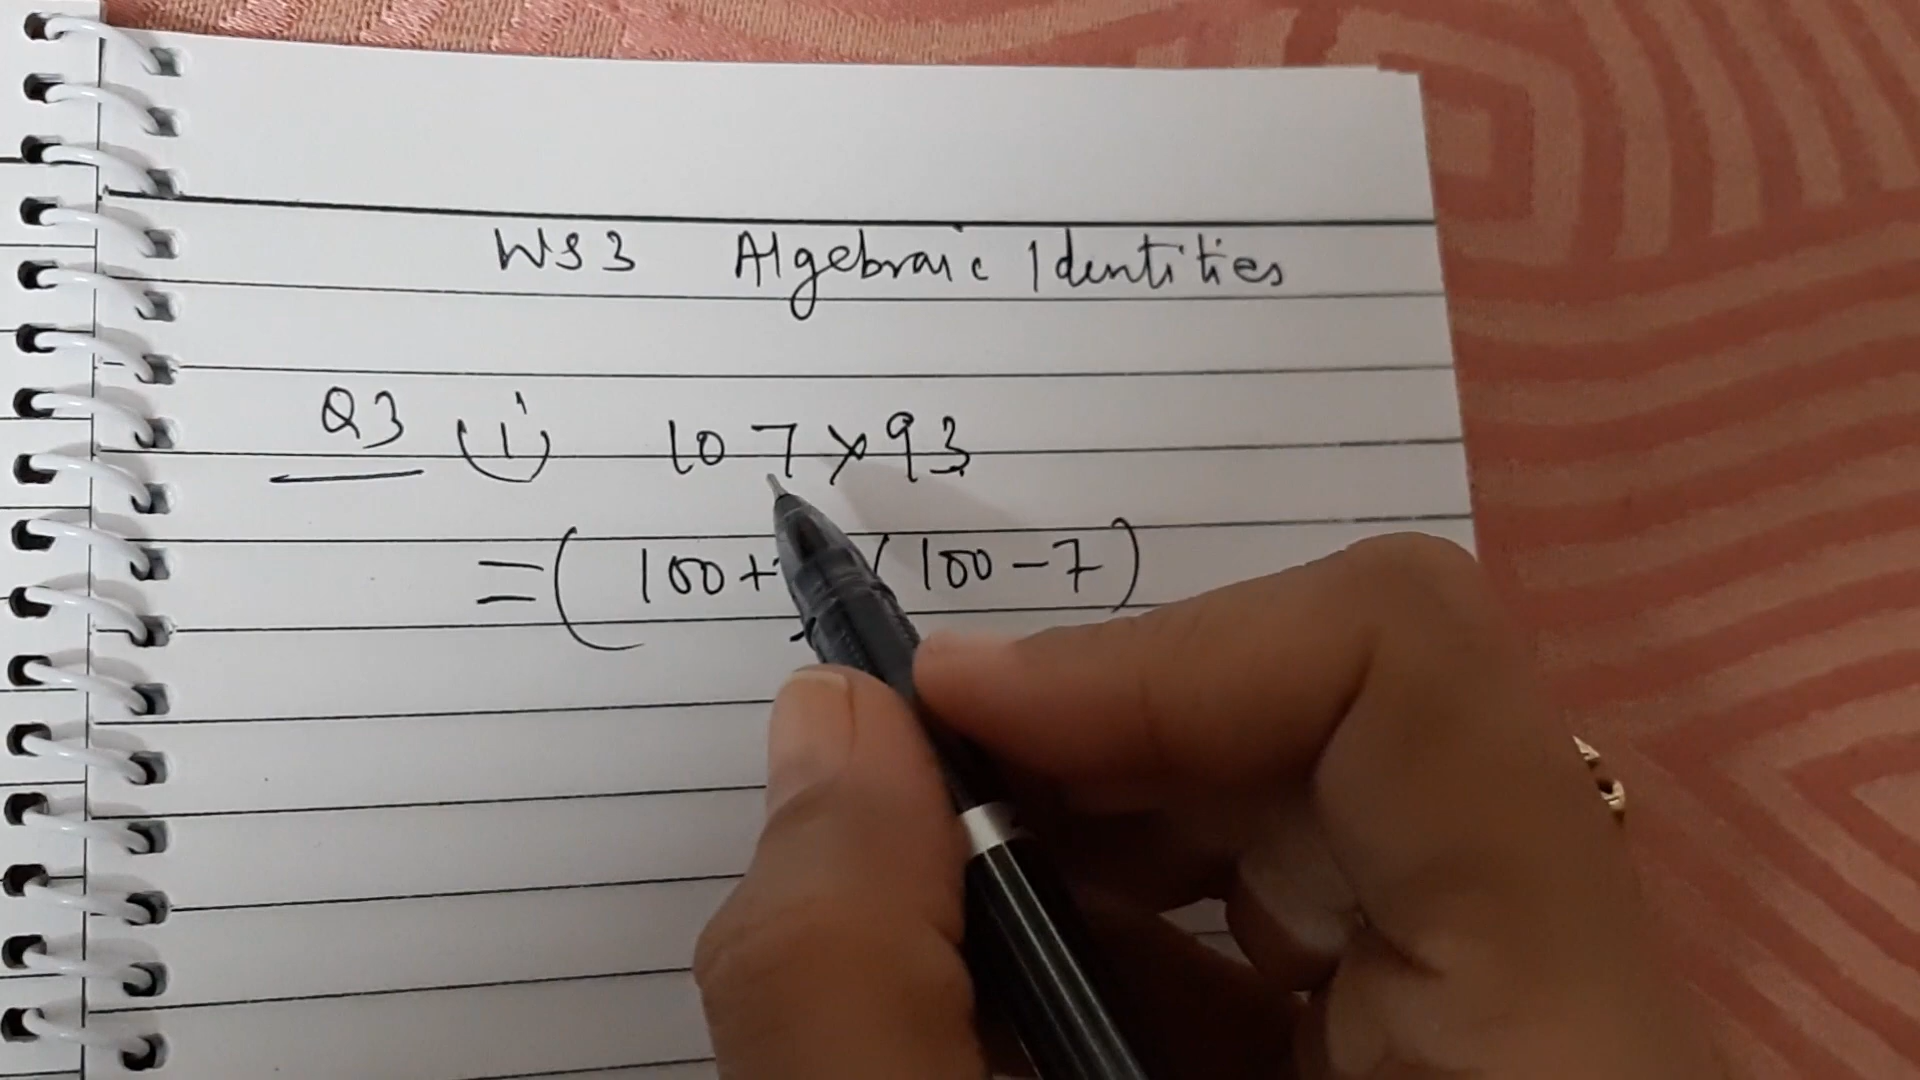 WS3 Algebraic Identities
Q3 (i) 107×93
=(100+ (100-7)